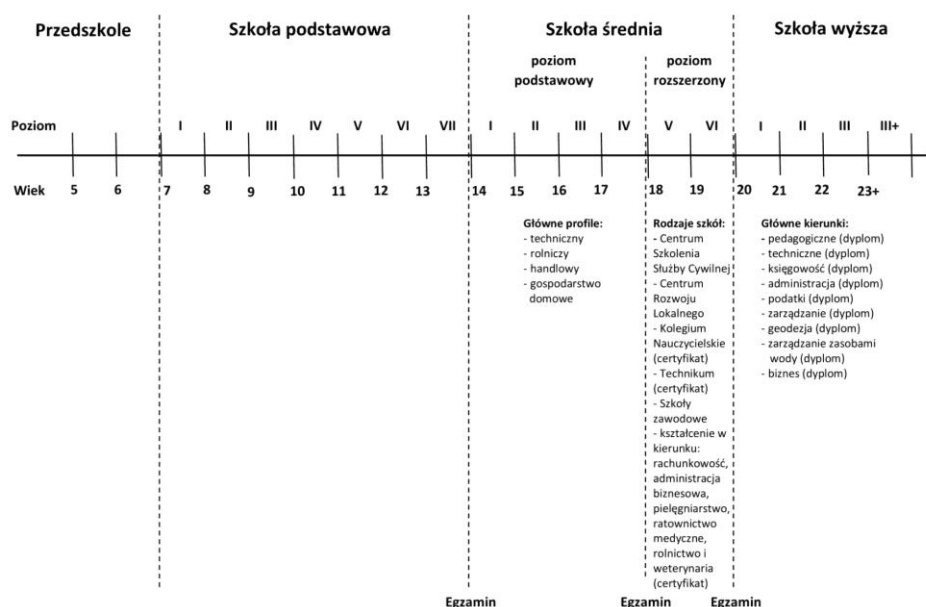 Przedszkole
Szkoła podstawowa
Szkoła średnia
Szkoła wyższa
poziom
podstawowy
poziom
rozszerzony
Poziom I II III IV V VI VII I II III IV V VI I II III III+
Wiek 5 6 7 8 9 10 11 12 13 14 15 16 17 18 19 20 21 22 23+
Główne profile:
- techniczny
- rolniczy
- handlowy
- gospodarstwo
domowe
Rodzaje szkół:
- Centrum
Szkolenia
Służby Cywilnej
- Centrum
Rozwoju
Lokalnego
- Kolegium
Nauczycielskie
(certyfikat)
- Technikum
(certyfikat)
- Szkoły
zawodowe
- kształcenie w
kierunku:
rachunkowość,
administracja
biznesowa,
pielęgniarstwo,
ratownictwo
medyczne,
rolnictwo i
weterynaria
(certyfikat)
Główne kierunki:
- pedagogiczne (dyplom)
- techniczne (dyplom)
- księgowość (dyplom)
- administracja (dyplom)
- podatki (dyplom)
- zarządzanie (dyplom)
- geodezja (dyplom)
- zarządzanie zasobami
wody (dyplom)
- biznes (dyplom)
Egzamin Egzamin Egzamin